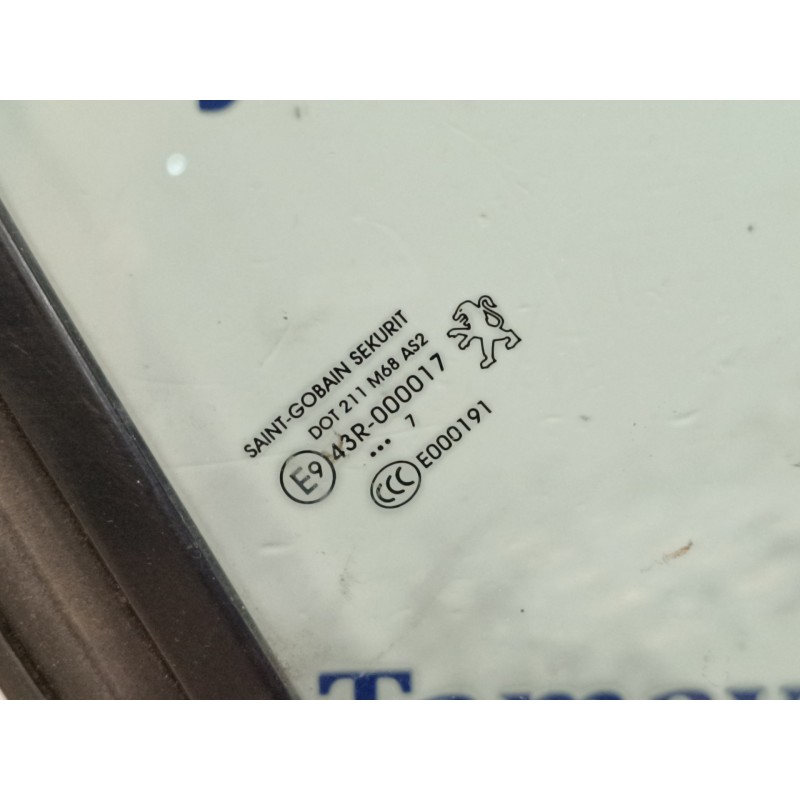 SAINT-GOBAIN SEKURIT
DOT 211 M68 AS2
E9 43R-000017
... 7
CCC E000191